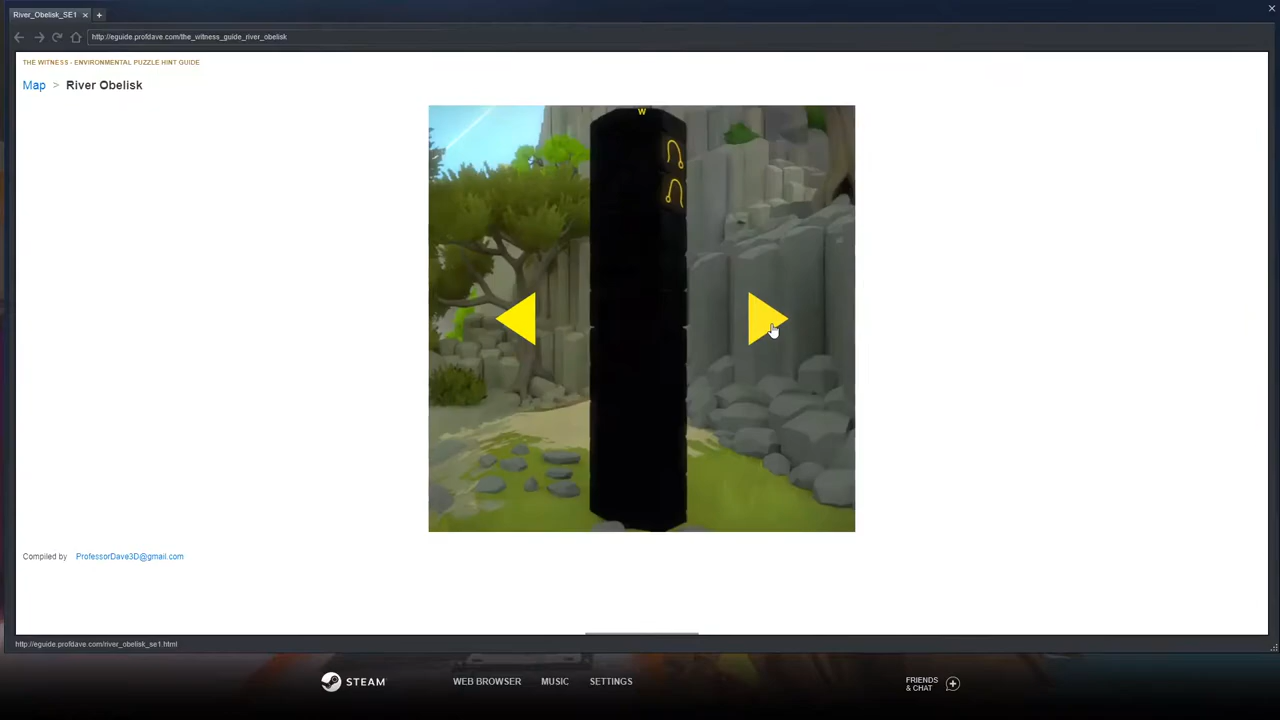 River_Obelisk_SE1
http://eguide.profdave.com/the_witness_guide_river_obelisk
THE WITNESS - ENVIRONMENTAL PUZZLE HINT GUIDE
Map > River Obelisk
W
Compiled by ProfessorDave3D@gmail.com
http://eguide.profdave.com/river_obelisk_se1.html
STEAM
WEB BROWSER
MUSIC
SETTINGS
FRIENDS
& CHAT